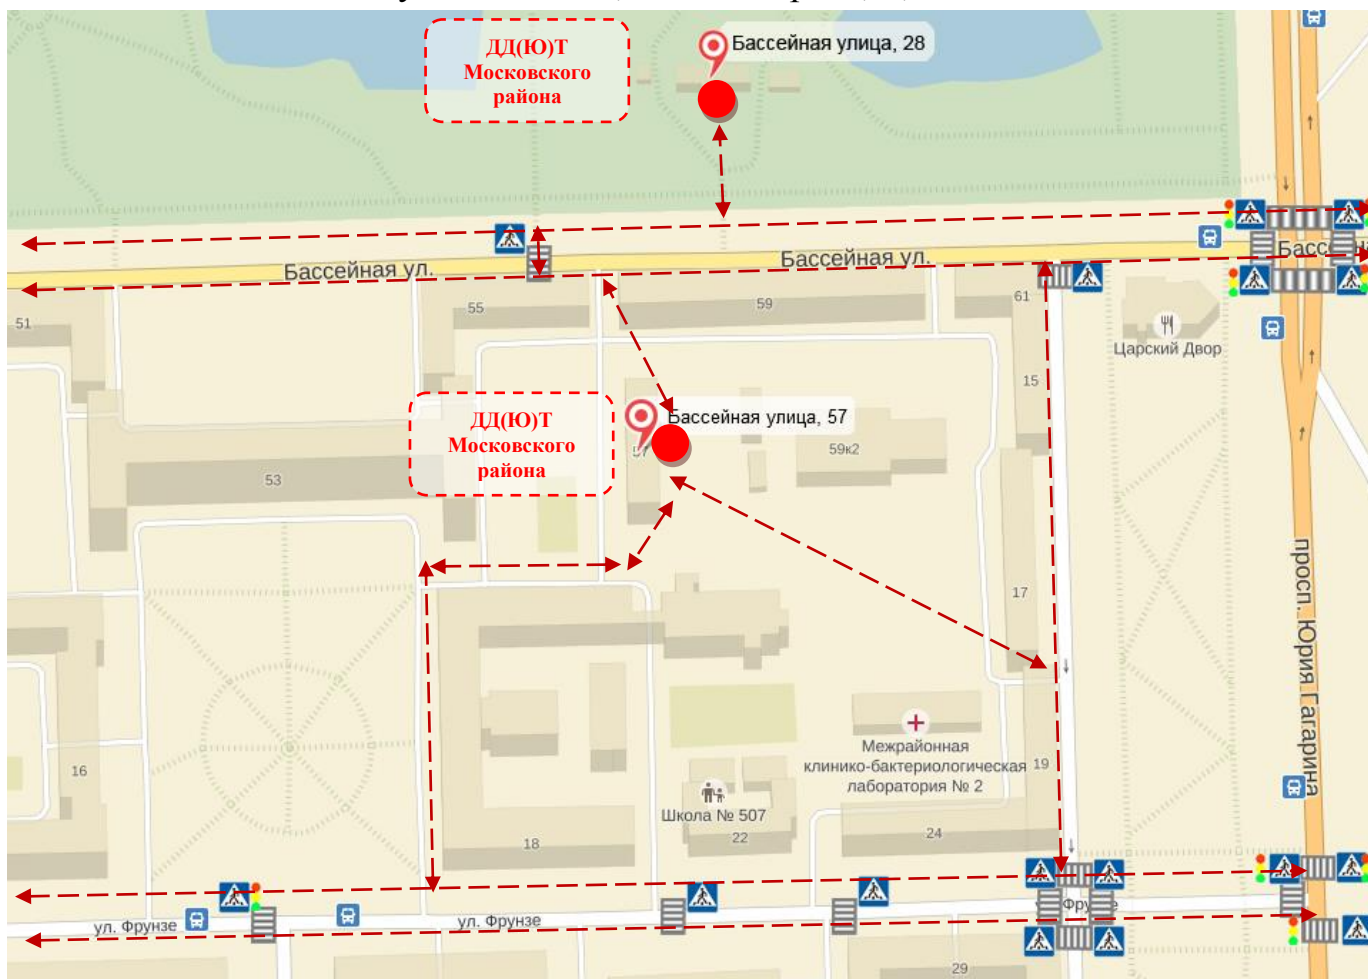 ДД(Ю)Т
Московского
района
Бассейная улица, 28
Бассейная ул.
Бассейная ул.
51
55
59
61
15
Царский Двор
ДД(Ю)Т
Московского
района
Бассейная улица, 57
57
59к2
53
17
просп. Юрия Гагарина
16
18
Межрайонная
клинико-бактериологическая
лаборатория № 2
19
Школа № 507
22
24
ул. Фрунзе
ул. Фрунзе
29